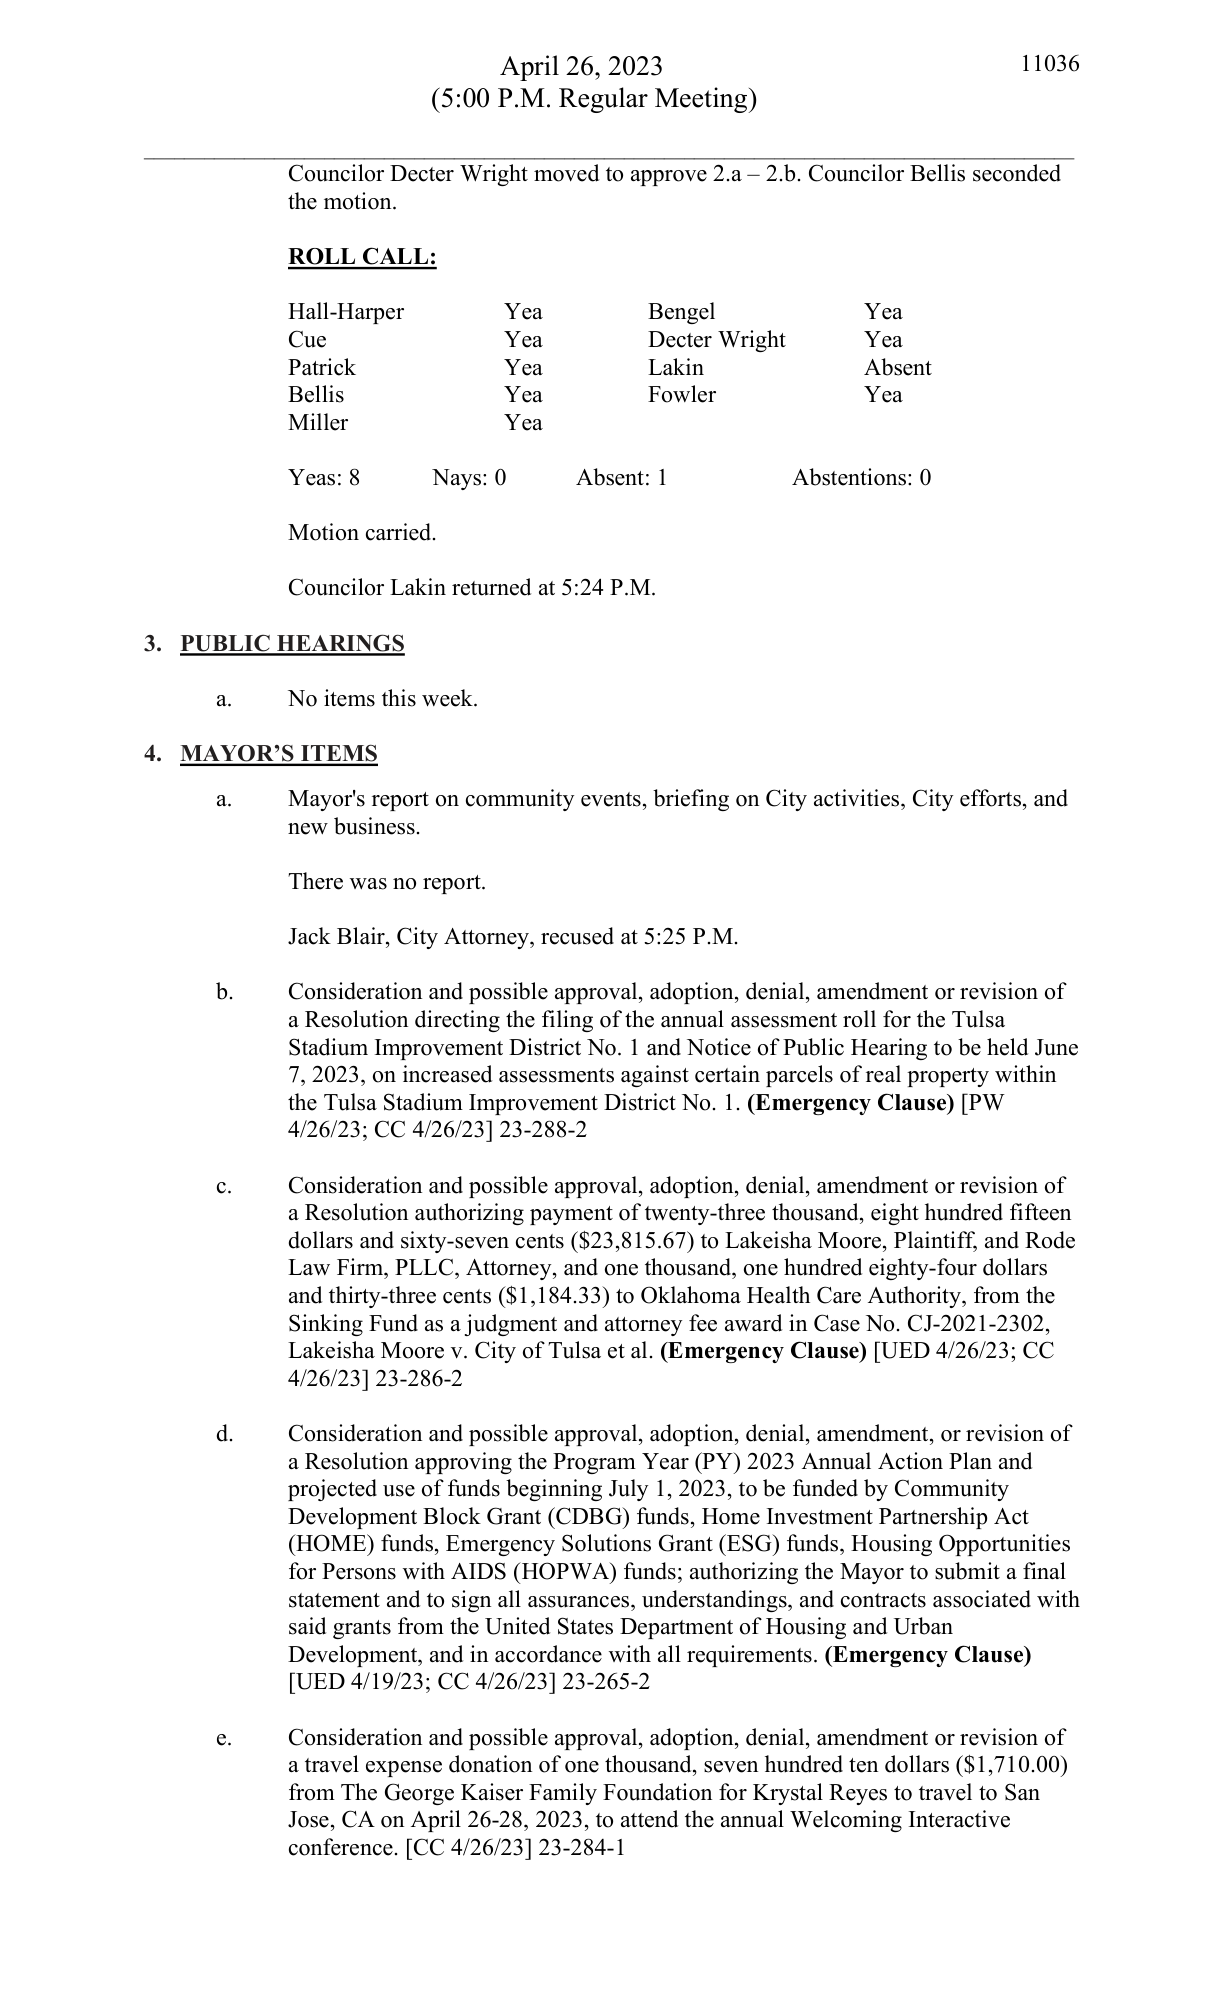 April 26, 2023
11036
(5:00 P.M. Regular Meeting)
Councilor Decter Wright moved to approve 2.a – 2.b. Councilor Bellis seconded
the motion.
ROLL CALL:
Hall-Harper Yea Bengel Yea
Cue Yea Decter Wright Yea
Patrick Yea Lakin Absent
Bellis Yea Fowler Yea
Miller Yea
Yeas: 8 Nays: 0 Absent: 1 Abstentions: 0
Motion carried.
Councilor Lakin returned at 5:24 P.M.
3. PUBLIC HEARINGS
a. No items this week.
4. MAYOR’S ITEMS
a. Mayor's report on community events, briefing on City activities, City efforts, and
new business.
There was no report.
Jack Blair, City Attorney, recused at 5:25 P.M.
b. Consideration and possible approval, adoption, denial, amendment or revision of
a Resolution directing the filing of the annual assessment roll for the Tulsa
Stadium Improvement District No. 1 and Notice of Public Hearing to be held June
7, 2023, on increased assessments against certain parcels of real property within
the Tulsa Stadium Improvement District No. 1. (Emergency Clause) [PW
4/26/23; CC 4/26/23] 23-288-2
c. Consideration and possible approval, adoption, denial, amendment or revision of
a Resolution authorizing payment of twenty-three thousand, eight hundred fifteen
dollars and sixty-seven cents ($23,815.67) to Lakeisha Moore, Plaintiff, and Rode
Law Firm, PLLC, Attorney, and one thousand, one hundred eighty-four dollars
and thirty-three cents ($1,184.33) to Oklahoma Health Care Authority, from the
Sinking Fund as a judgment and attorney fee award in Case No. CJ-2021-2302,
Lakeisha Moore v. City of Tulsa et al. (Emergency Clause) [UED 4/26/23; CC
4/26/23] 23-286-2
d. Consideration and possible approval, adoption, denial, amendment, or revision of
a Resolution approving the Program Year (PY) 2023 Annual Action Plan and
projected use of funds beginning July 1, 2023, to be funded by Community
Development Block Grant (CDBG) funds, Home Investment Partnership Act
(HOME) funds, Emergency Solutions Grant (ESG) funds, Housing Opportunities
for Persons with AIDS (HOPWA) funds; authorizing the Mayor to submit a final
statement and to sign all assurances, understandings, and contracts associated with
said grants from the United States Department of Housing and Urban
Development, and in accordance with all requirements. (Emergency Clause)
[UED 4/19/23; CC 4/26/23] 23-265-2
e. Consideration and possible approval, adoption, denial, amendment or revision of
a travel expense donation of one thousand, seven hundred ten dollars ($1,710.00)
from The George Kaiser Family Foundation for Krystal Reyes to travel to San
Jose, CA on April 26-28, 2023, to attend the annual Welcoming Interactive
conference. [CC 4/26/23] 23-284-1